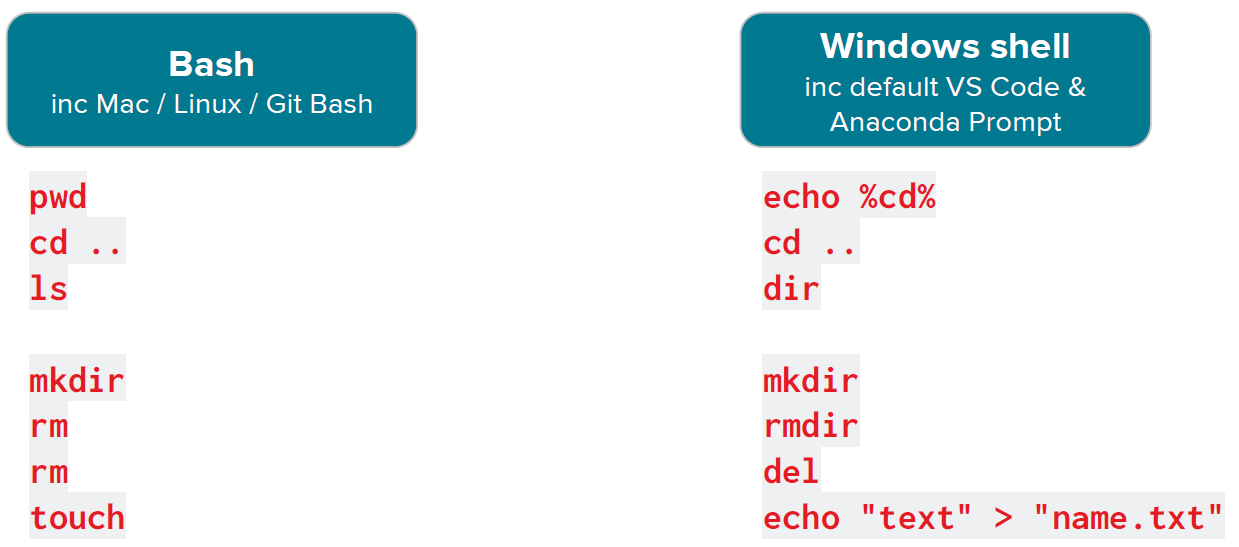 Bash
inc Mac / Linux / Git Bash
pwd
cd ..
ls
mkdir
rm
rm
touch
Windows shell
inc default VS Code &
Anaconda Prompt
echo %cd%
cd ..
dir
mkdir
rmdir
del
echo "text" > "name.txt"